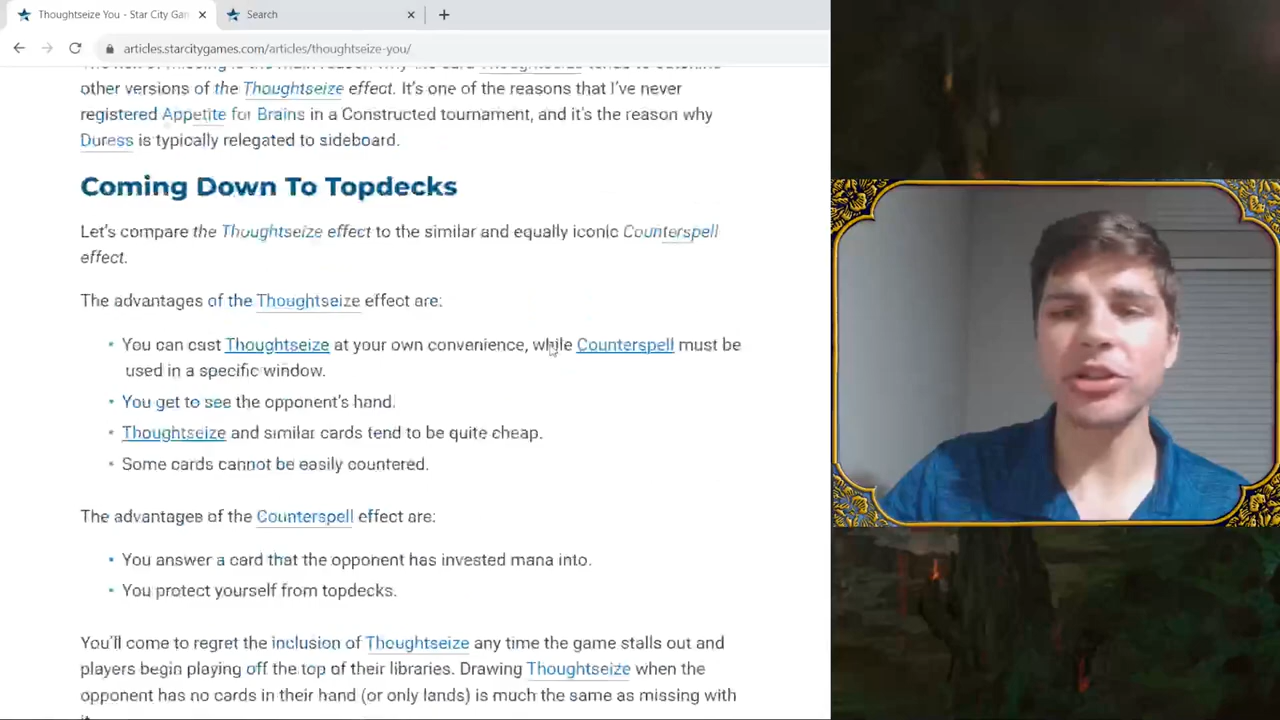 Thoughtseize You - Star City Gam
Search
articles.starcitygames.com/articles/thoughtseize-you/
other versions of the Thoughtseize effect. It's one of the reasons that I've never
registered Appetite for Brains in a Constructed tournament, and it's the reason why
Duress is typically relegated to sideboard.
Coming Down To Topdecks
Let's compare the Thoughtseize effect to the similar and equally iconic Counterspell
effect.
The advantages of the Thoughtseize effect are:
• You can cast Thoughtseize at your own convenience, while Counterspell must be
used in a specific window.
• You get to see the opponent's hand.
• Thoughtseize and similar cards tend to be quite cheap.
• Some cards cannot be easily countered.
The advantages of the Counterspell effect are:
• You answer a card that the opponent has invested mana into.
• You protect yourself from topdecks.
You'll come to regret the inclusion of Thoughtseize any time the game stalls out and
players begin playing off the top of their libraries. Drawing Thoughtseize when the
opponent has no cards in their hand (or only lands) is much the same as missing with